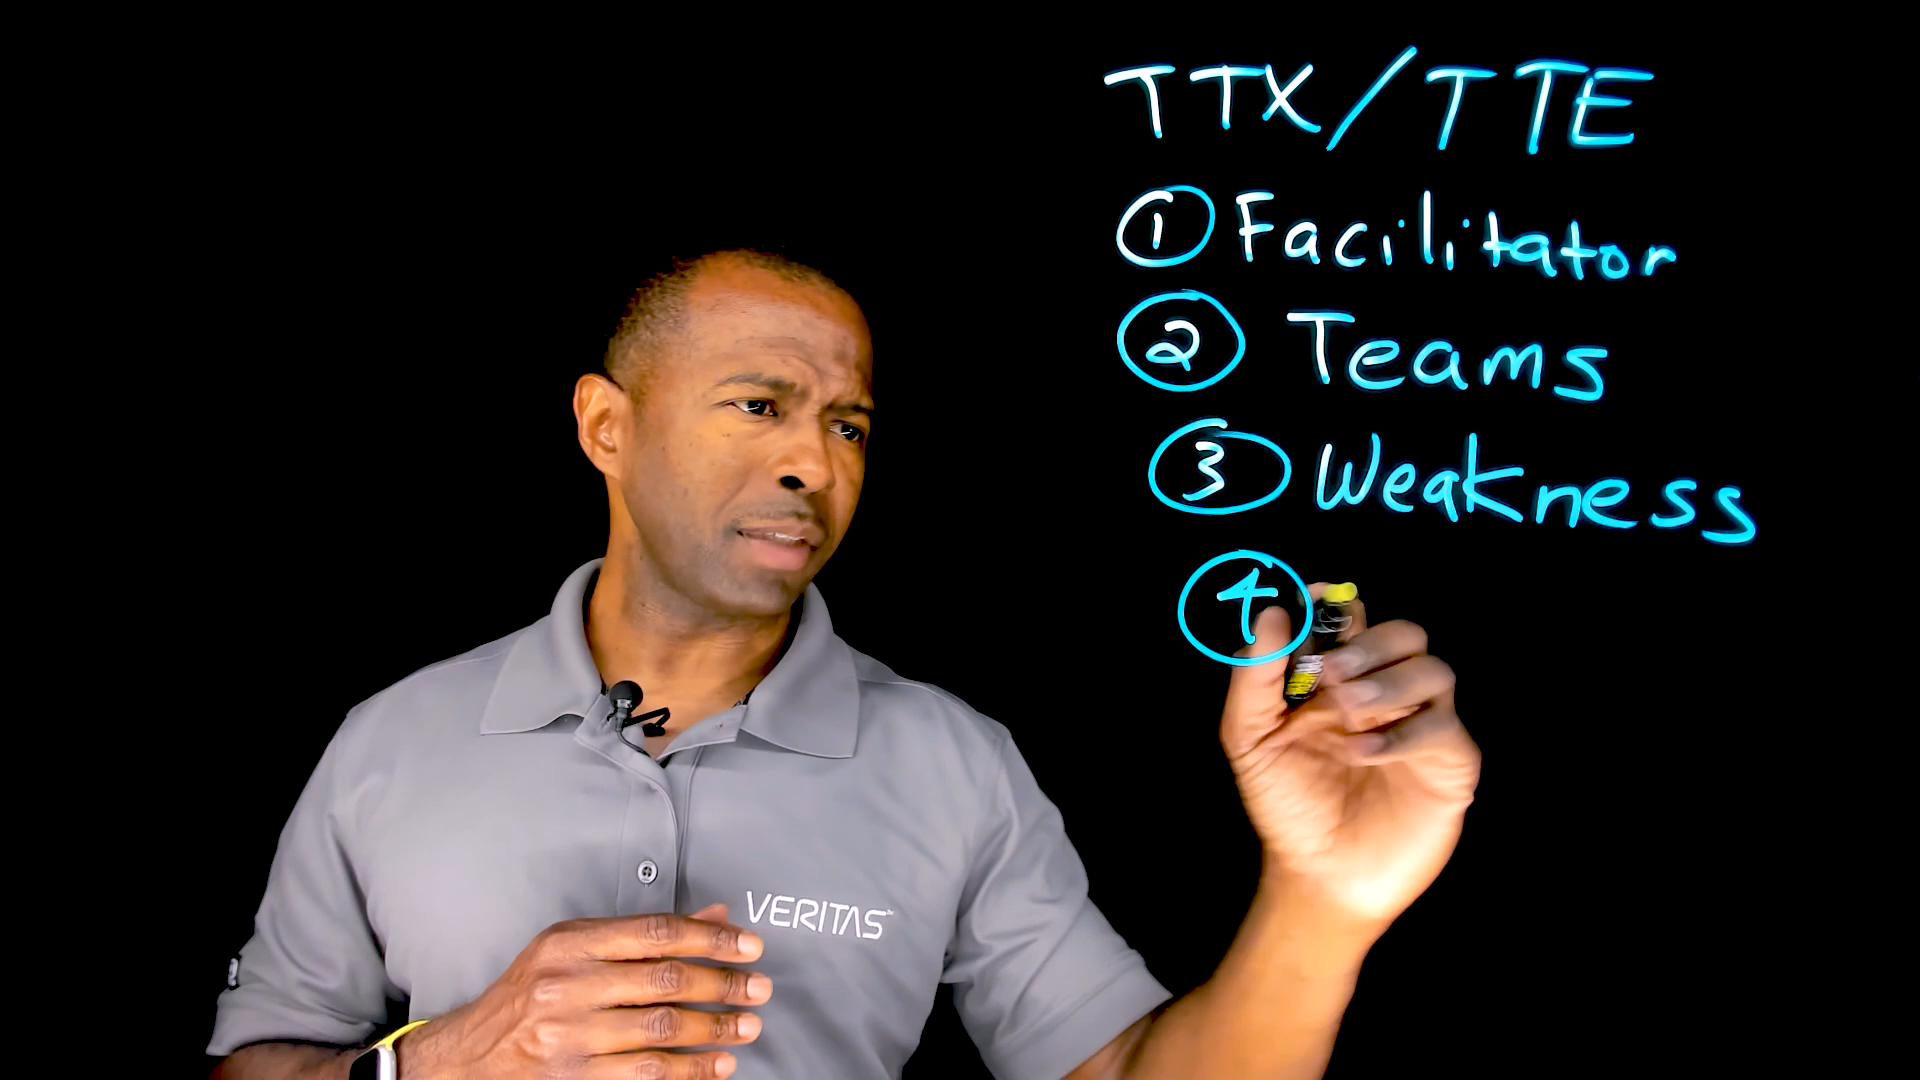 TTX/TTE
① Facilitator
② Teams
③ Weakness
④
VERITAS